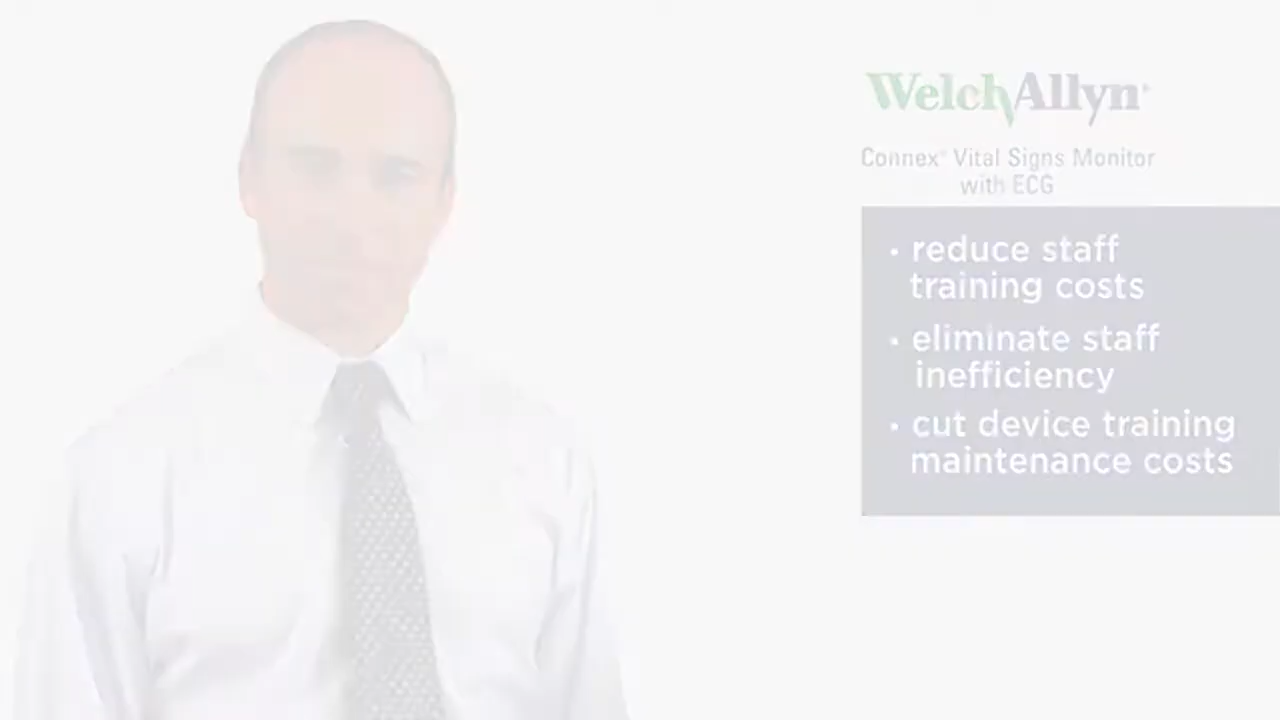 WelchAllyn®
Connex® Vital Signs Monitor
with ECG
• reduce staff
training costs
• eliminate staff
inefficiency
• cut device training
maintenance costs